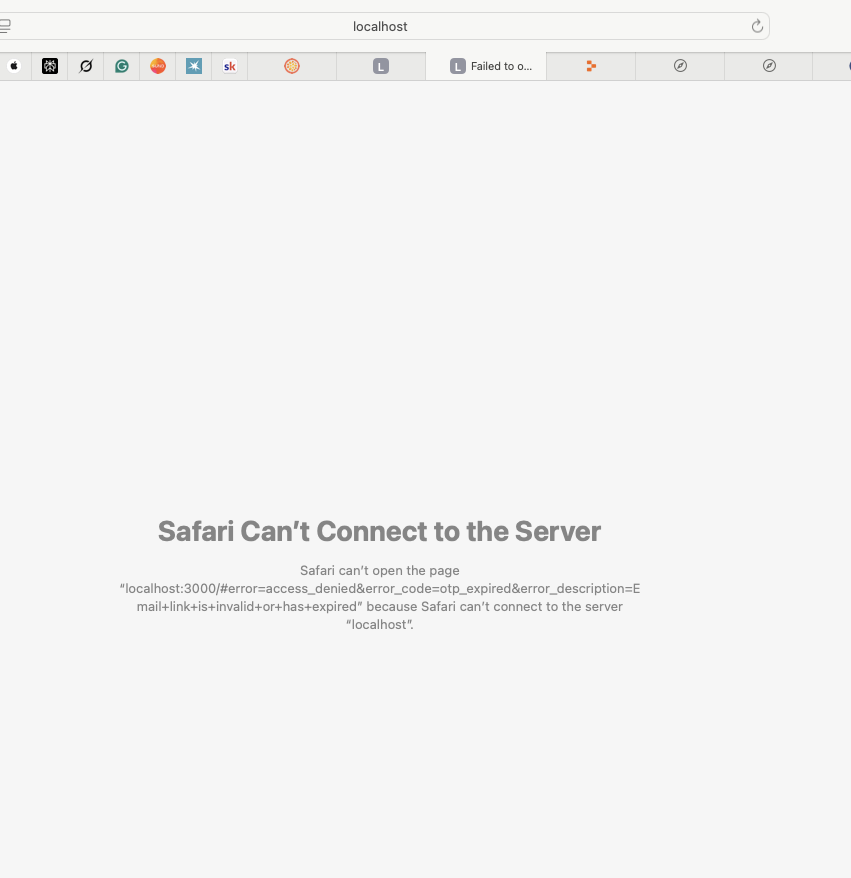 localhost
sk
L
L
Failed to o...
Safari Can’t Connect to the Server
Safari can’t open the page
“localhost:3000/#error=access_denied&error_code=otp_expired&error_description=E
mail+link+is+invalid+or+has+expired” because Safari can’t connect to the server
“localhost”.